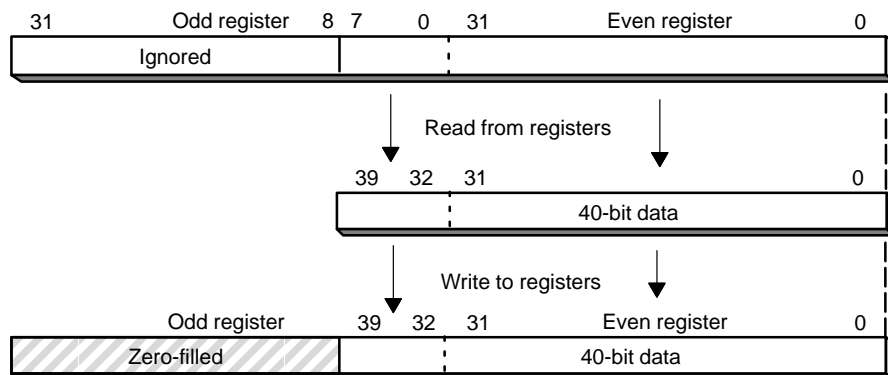 31 Odd register 8 7 0 31 Even register 0
Ignored
Read from registers
39 32 31 0
40-bit data
Write to registers
Odd register 39 32 31 Even register 0
Zero-filled 40-bit data